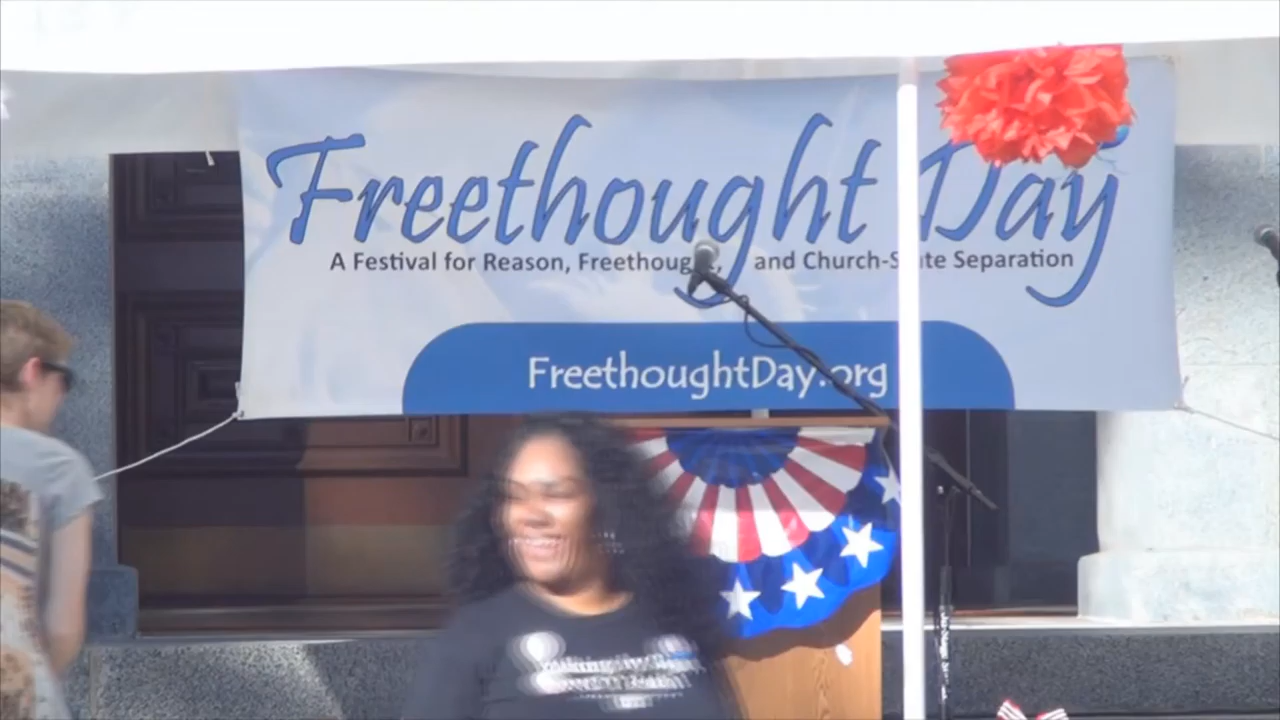 Freethought Day
A Festival for Reason, Freethought, and Church-State Separation
FreethoughtDay.org